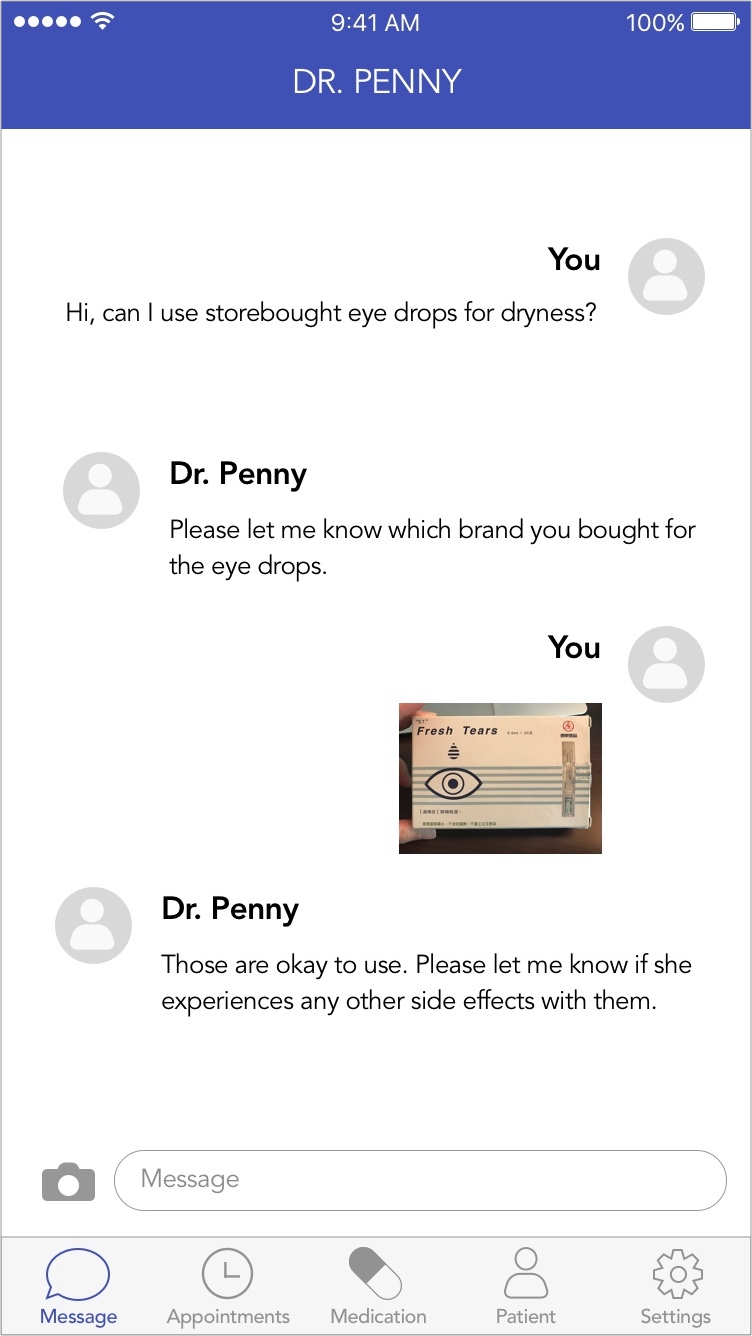 9:41 AM
100%
DR. PENNY
You
Hi, can I use storebought eye drops for dryness?
Dr. Penny
Please let me know which brand you bought for
the eye drops.
You
"S.T."
Fresh Tears
Dr. Penny
Those are okay to use. Please let me know if she
experiences any other side effects with them.
Message
Message
Appointments
Medication
Patient
Settings